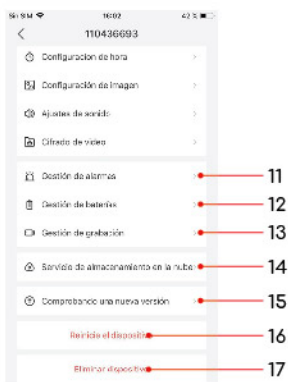 Sin SIM 16:02 42 %
110436693
Configuracion de hora
Configuración de imagen
Ajustes de sonido
Cifrado de video
Gestión de alarmas 11
Gestión de baterías 12
Gestión de grabación 13
Servicio de almacenamiento en la nube 14
Comprobando una nueva versión 15
Reinicie el dispositivo 16
Eliminar dispositivo 17